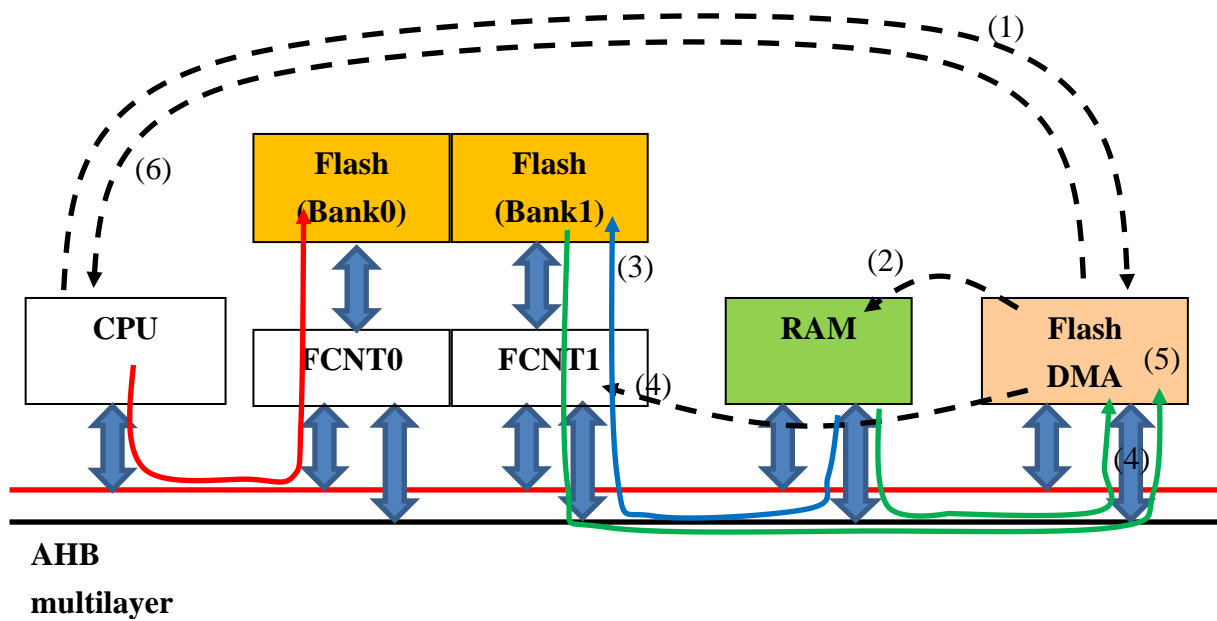 (1)
(6)
Flash
(Bank0)
Flash
(Bank1)
(3)
(2)
CPU
FCNT0
FCNT1
(4)
RAM
Flash
DMA
(5)
(4)
AHB
multilayer